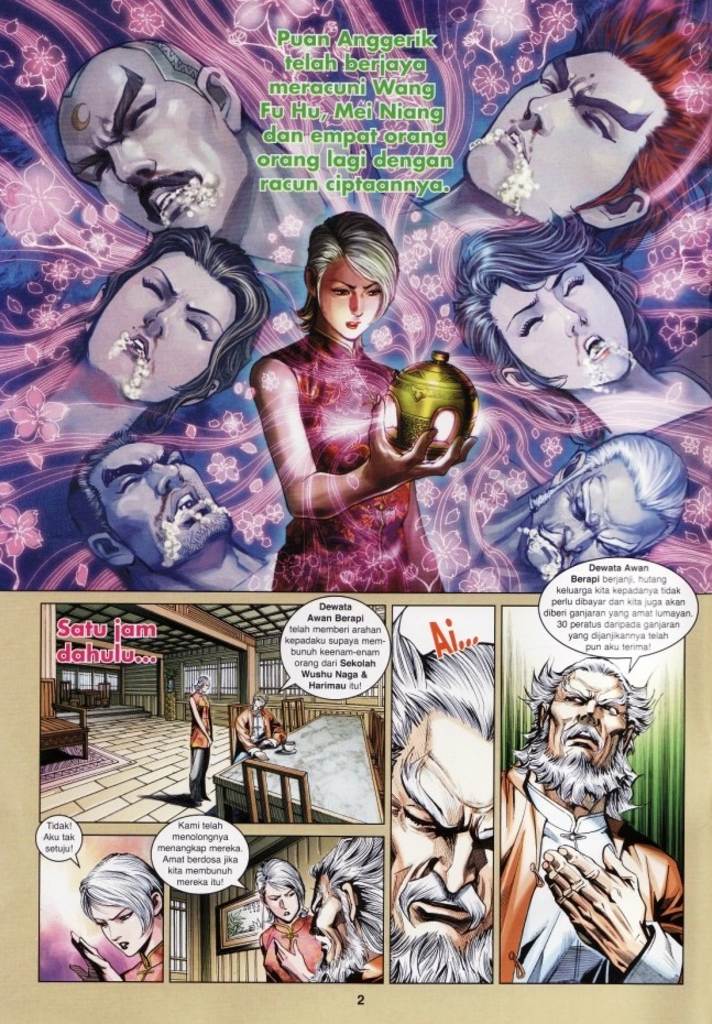 Puan Anggerik
telah berjaya
meracuni Wang
Fu Hu, Mei Niang
dan empat orang
orang lagi dengan
racun ciptaannya.
Satu jam
dahulu...
Dewata
Awan Berapi
telah memberi arahan
kepadaku supaya mem-
bunuh keenam-enam
orang dari Sekolah
Wushu Naga &
Harimau itu!
Ai...
Dewata Awan
Berapi berjanji, hutang
keluarga kita kepadanya tidak
perlu dibayar dan kita juga akan
diberi ganjaran yang amat lumayan.
30 peratus daripada ganjaran
yang dijanjikannya telah
pun aku terima!
Tidak!
Aku tak
setuju!
Kami telah
menolongnya
menangkap mereka.
Amat berdosa jika
kita membunuh
mereka itu!
2